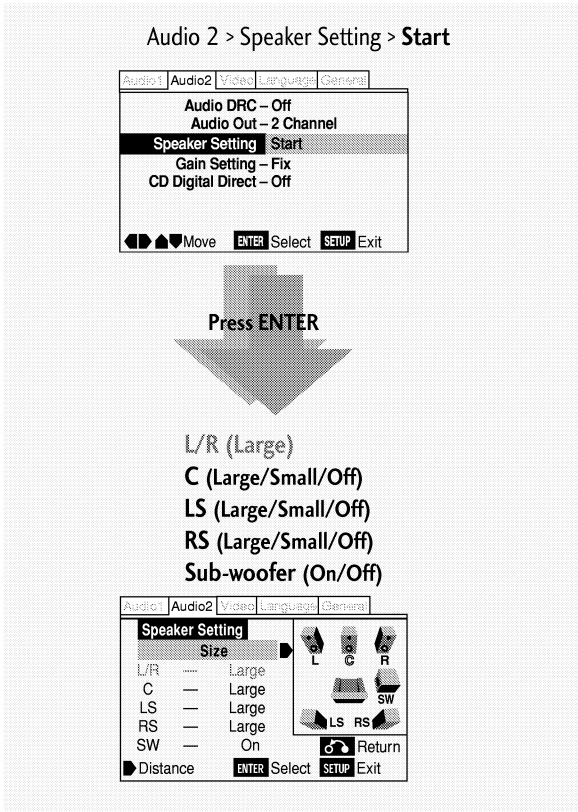 Audio 2 > Speaker Setting > Start
Audio1 Audio2 Video Language General
Audio DRC – Off
Audio Out – 2 Channel
Speaker Setting Start
Gain Setting – Fix
CD Digital Direct – Off
Move ENTER Select SETUP Exit
Press ENTER
L/R (Large)
C (Large/Small/Off)
LS (Large/Small/Off)
RS (Large/Small/Off)
Sub-woofer (On/Off)
Audio1 Audio2 Video Language General
Speaker Setting
Size
L/R ---- Large
C — Large
LS — Large
RS — Large
SW — On
L C R
SW
LS RS
Return
Distance ENTER Select SETUP Exit